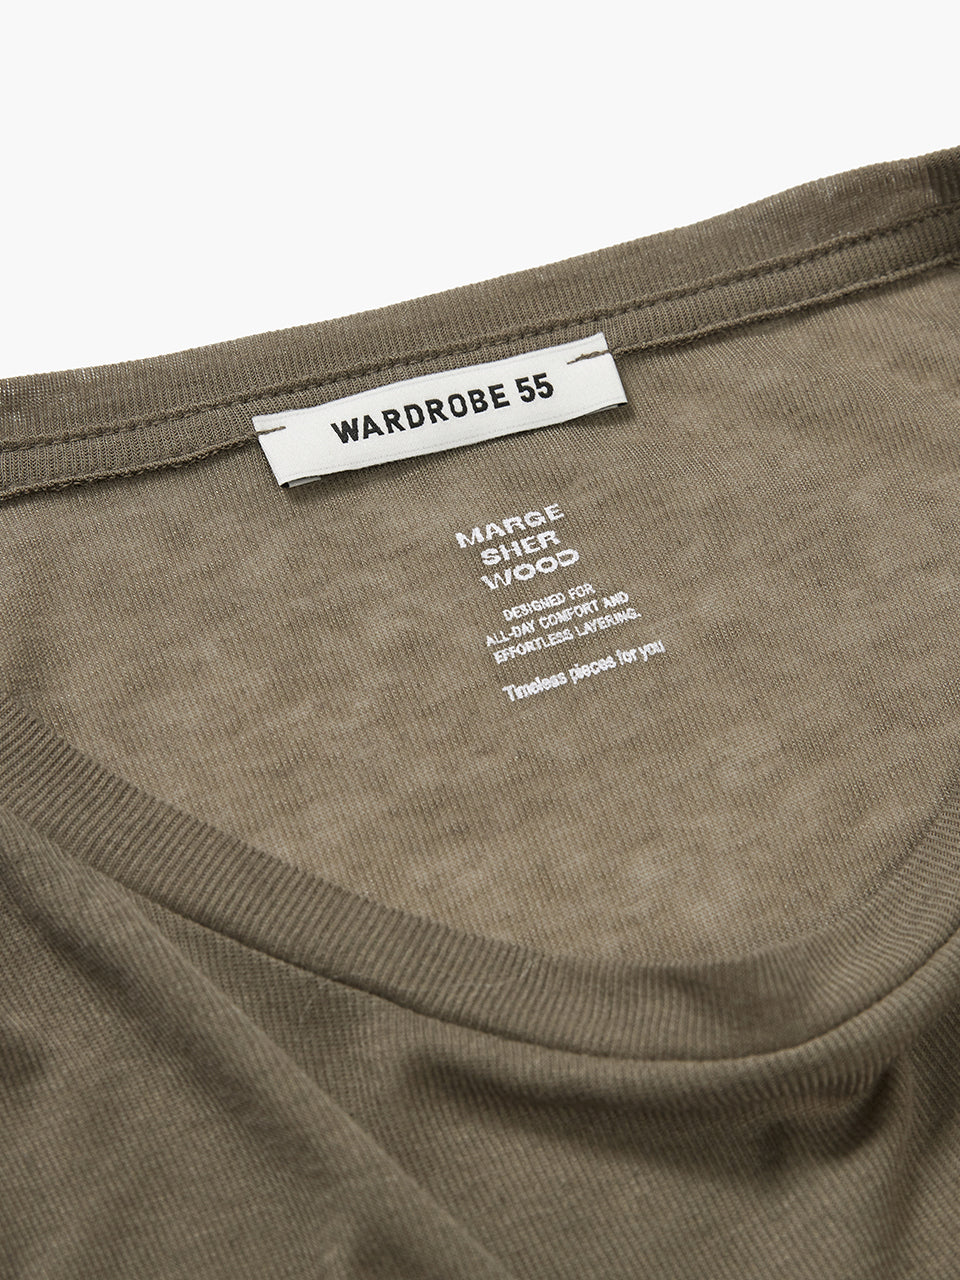 WARDROBE 55
MARGE
SHER
WOOD
DESIGNED FOR
ALL-DAY COMFORT AND
EFFORTLESS LAYERING.
Timeless pieces for you